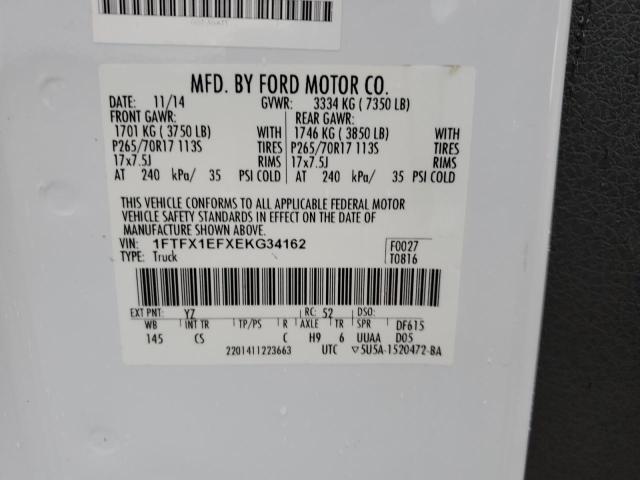 MFD. BY FORD MOTOR CO.
DATE: 11/14 GVWR: 3334 KG ( 7350 LB)
FRONT GAWR: REAR GAWR:
1701 KG ( 3750 LB) WITH 1746 KG ( 3850 LB) WITH
P265/70R17 113S TIRES P265/70R17 113S TIRES
17x7.5J RIMS 17x7.5J RIMS
AT 240 kPa/ 35 PSI COLD AT 240 kPa/ 35 PSI COLD
THIS VEHICLE CONFORMS TO ALL APPLICABLE FEDERAL MOTOR
VEHICLE SAFETY STANDARDS IN EFFECT ON THE DATE OF
MANUFACTURE SHOWN ABOVE.
VIN: 1FTFX1EFXEKG34162 F0027
TYPE: Truck T0816
EXT PNT: YZ RC: 52 DSO:
WB INT TR TP/PS R AXLE TR SPR DF615
145 CS C H9 6 UUAA D05
2201411223663 UTC ▽5U5A-1520472-BA